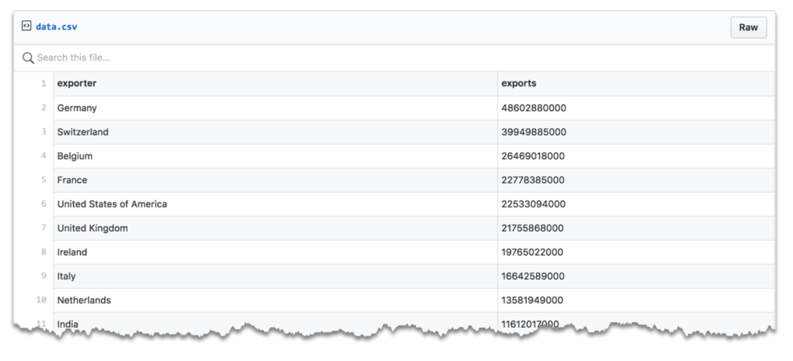 data.csv Raw
Search this file...
1 exporter exports
2 Germany 48602880000
3 Switzerland 39949885000
4 Belgium 26469018000
5 France 22778385000
6 United States of America 22533094000
7 United Kingdom 21755868000
8 Ireland 19765022000
9 Italy 16642589000
10 Netherlands 13581949000
11 India 11612017000